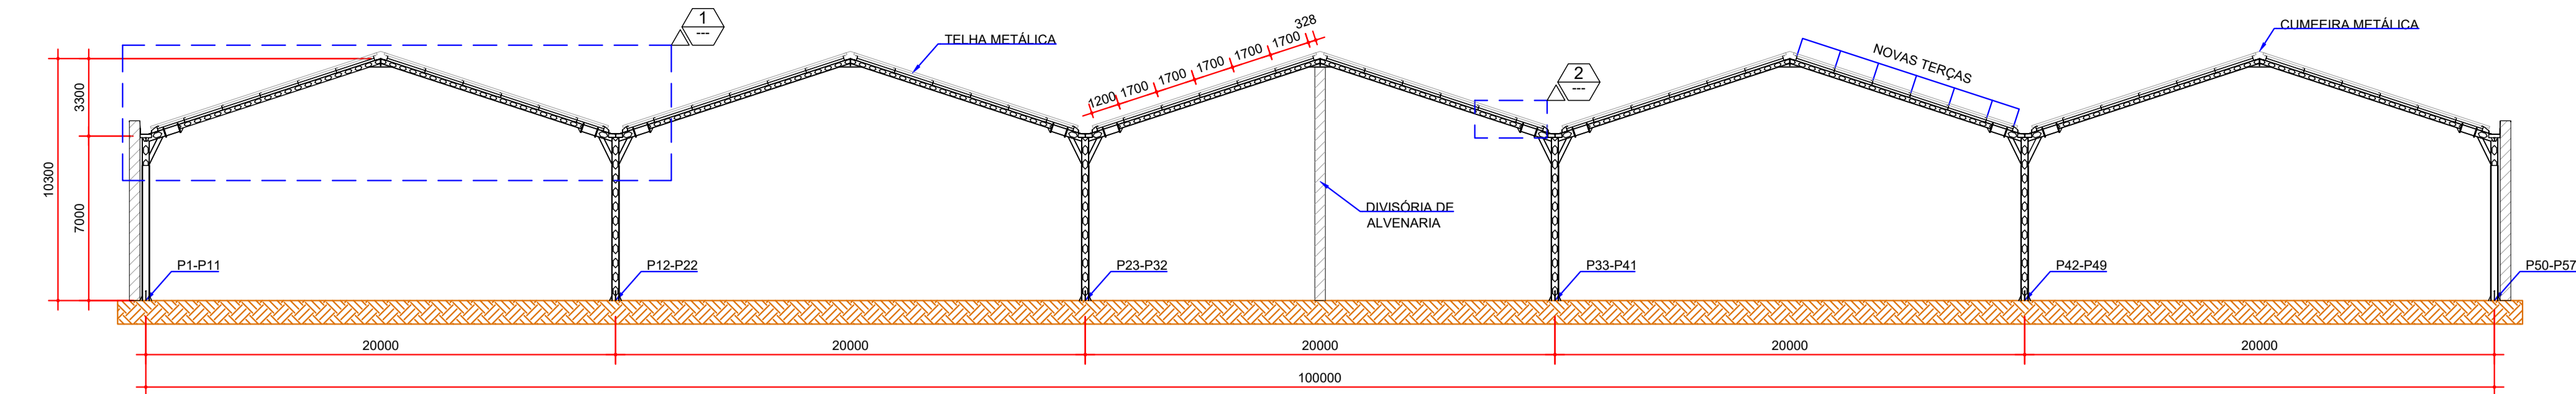 1
---
TELHA METÁLICA
328
1700
1700
1700
1700
1700
1200
2
---
NOVAS TERÇAS
CUMEEIRA METÁLICA
3300
10300
7000
DIVISÓRIA DE
ALVENARIA
P1-P11
P12-P22
P23-P32
P33-P41
P42-P49
P50-P57
20000
20000
20000
20000
20000
100000